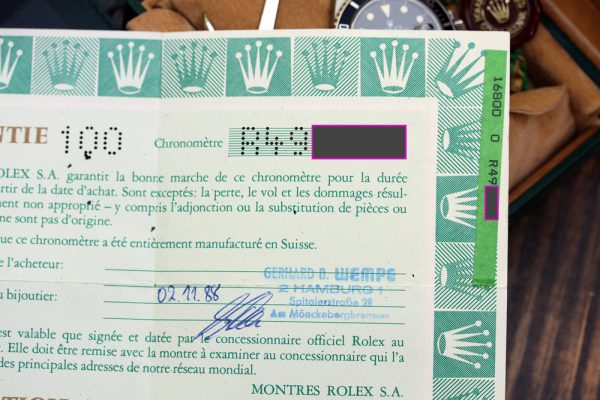 NTIE 100 Chronomètre R49
16800 0 R49
OLEX S.A. garantit la bonne marche de ce chronomètre pour la durée
rtir de la date d'achat. Sont exceptés: la perte, le vol et les dommages résul-
ment non approprié – y compris l'adjonction ou la substitution de pièces ou
ne sont pas d'origine.
que ce chronomètre a été entièrement manufacturé en Suisse.
e l'acheteur:
GERHARD D. WEMPE
2 HAMBURG 1
u bijoutier: 02.11.88
Spitalerstraße 28
Am Mönckebergbrunnen
est valable que signée et datée par le concessionnaire officiel Rolex au
. Elle doit être remise avec la montre à examiner au concessionnaire qui l'a
des principales adresses de notre réseau mondial.
MONTRES ROLEX S.A.